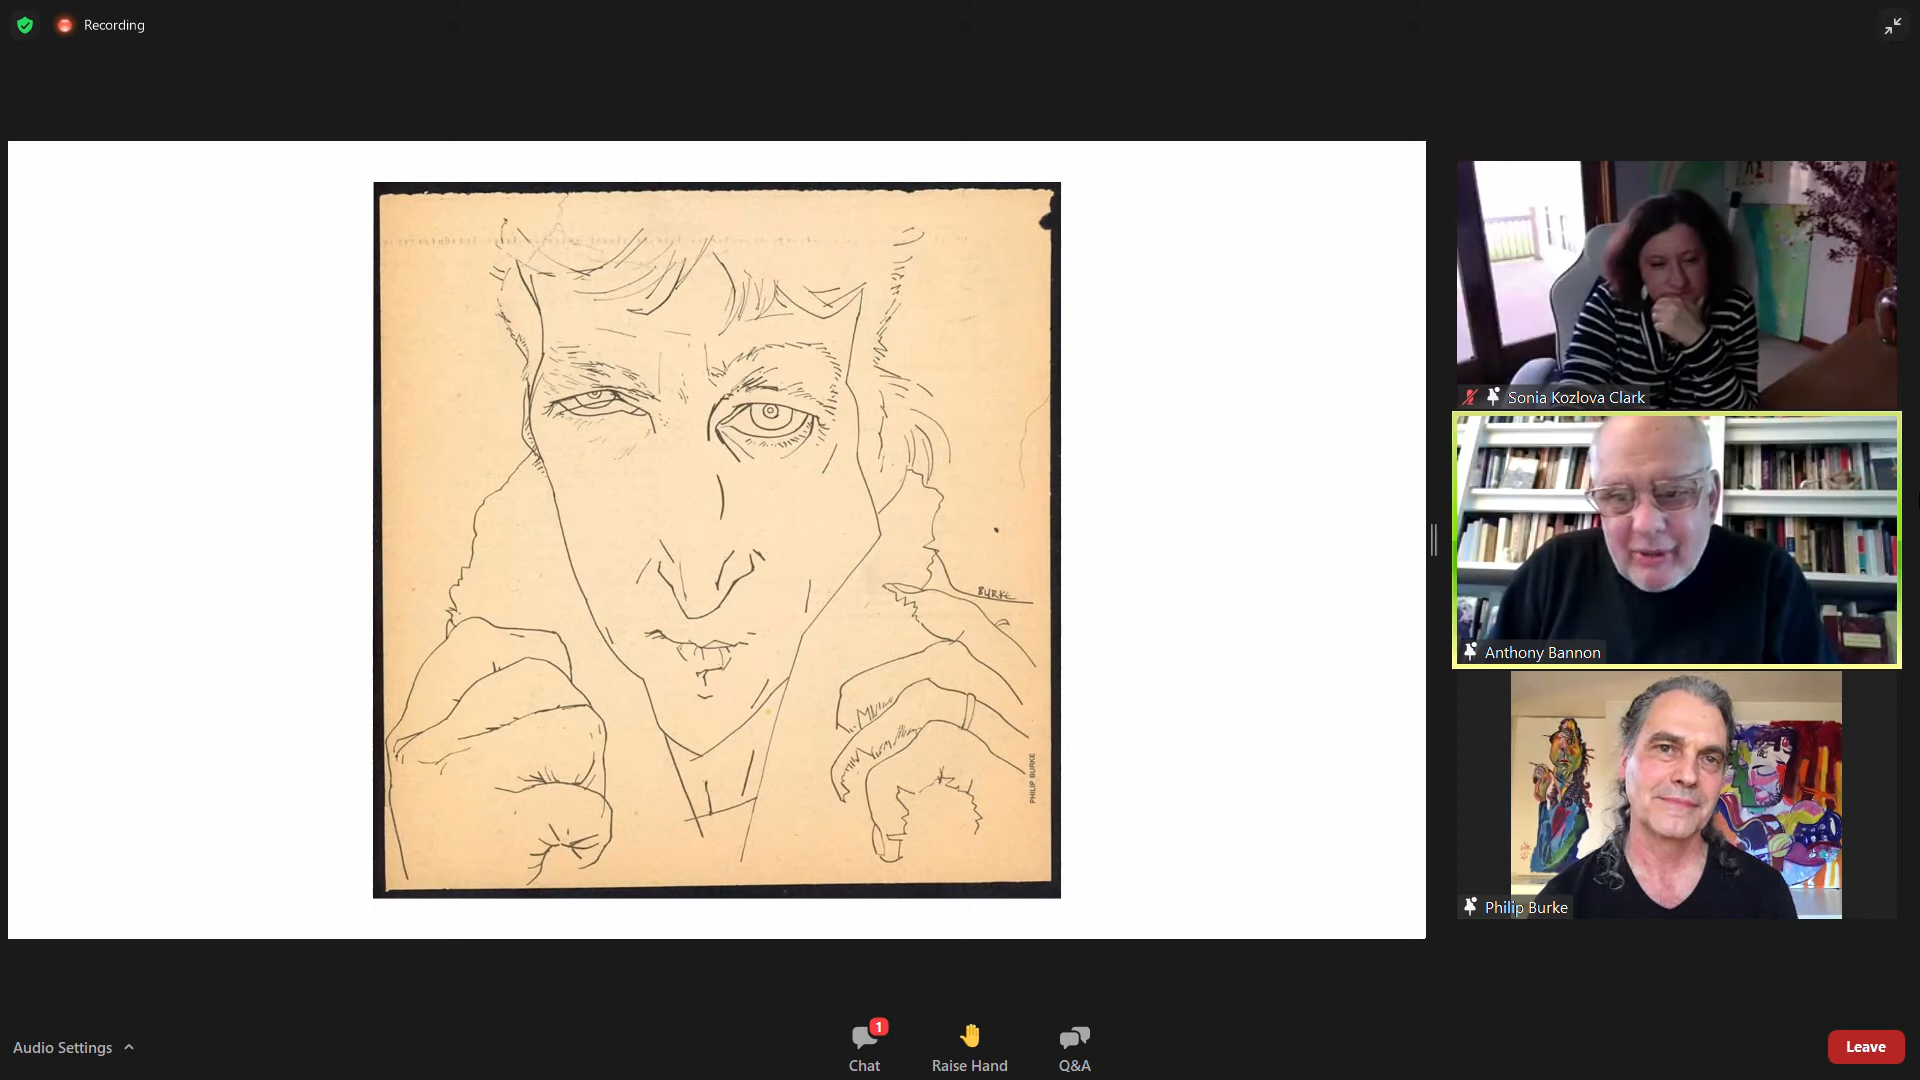 Recording
BURKE
PHILIP BURKE
Sonia Kozlova Clark
Anthony Bannon
Philip Burke
Audio Settings
1
Chat
Raise Hand
Q&A
Leave